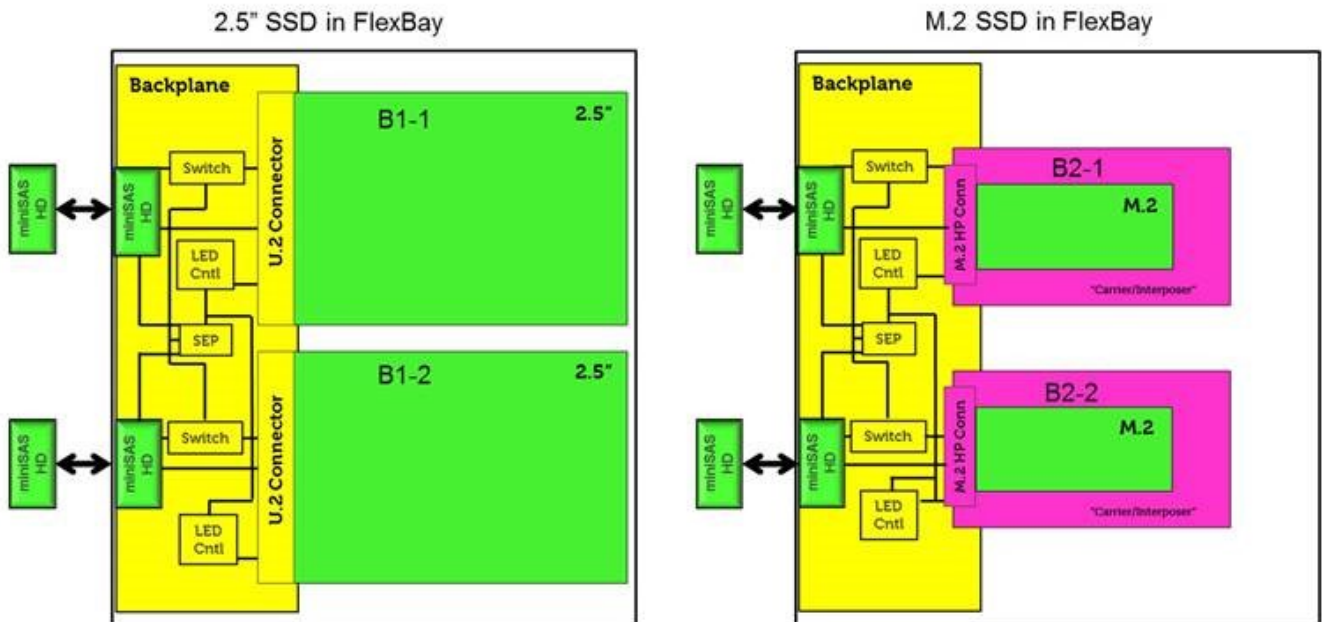 2.5” SSD in FlexBay
Backplane
B1-1
2.5”
U.2 Connector
Switch
miniSAS HD
miniSAS HD
LED Cntl
SEP
B1-2
2.5”
U.2 Connector
Switch
miniSAS HD
miniSAS HD
LED Cntl
M.2 SSD in FlexBay
Backplane
B2-1
M.2
"Carrier/Interposer"
M.2 HP Conn
Switch
miniSAS HD
miniSAS HD
LED Cntl
SEP
B2-2
M.2
"Carrier/Interposer"
M.2 HP Conn
Switch
miniSAS HD
miniSAS HD
LED Cntl